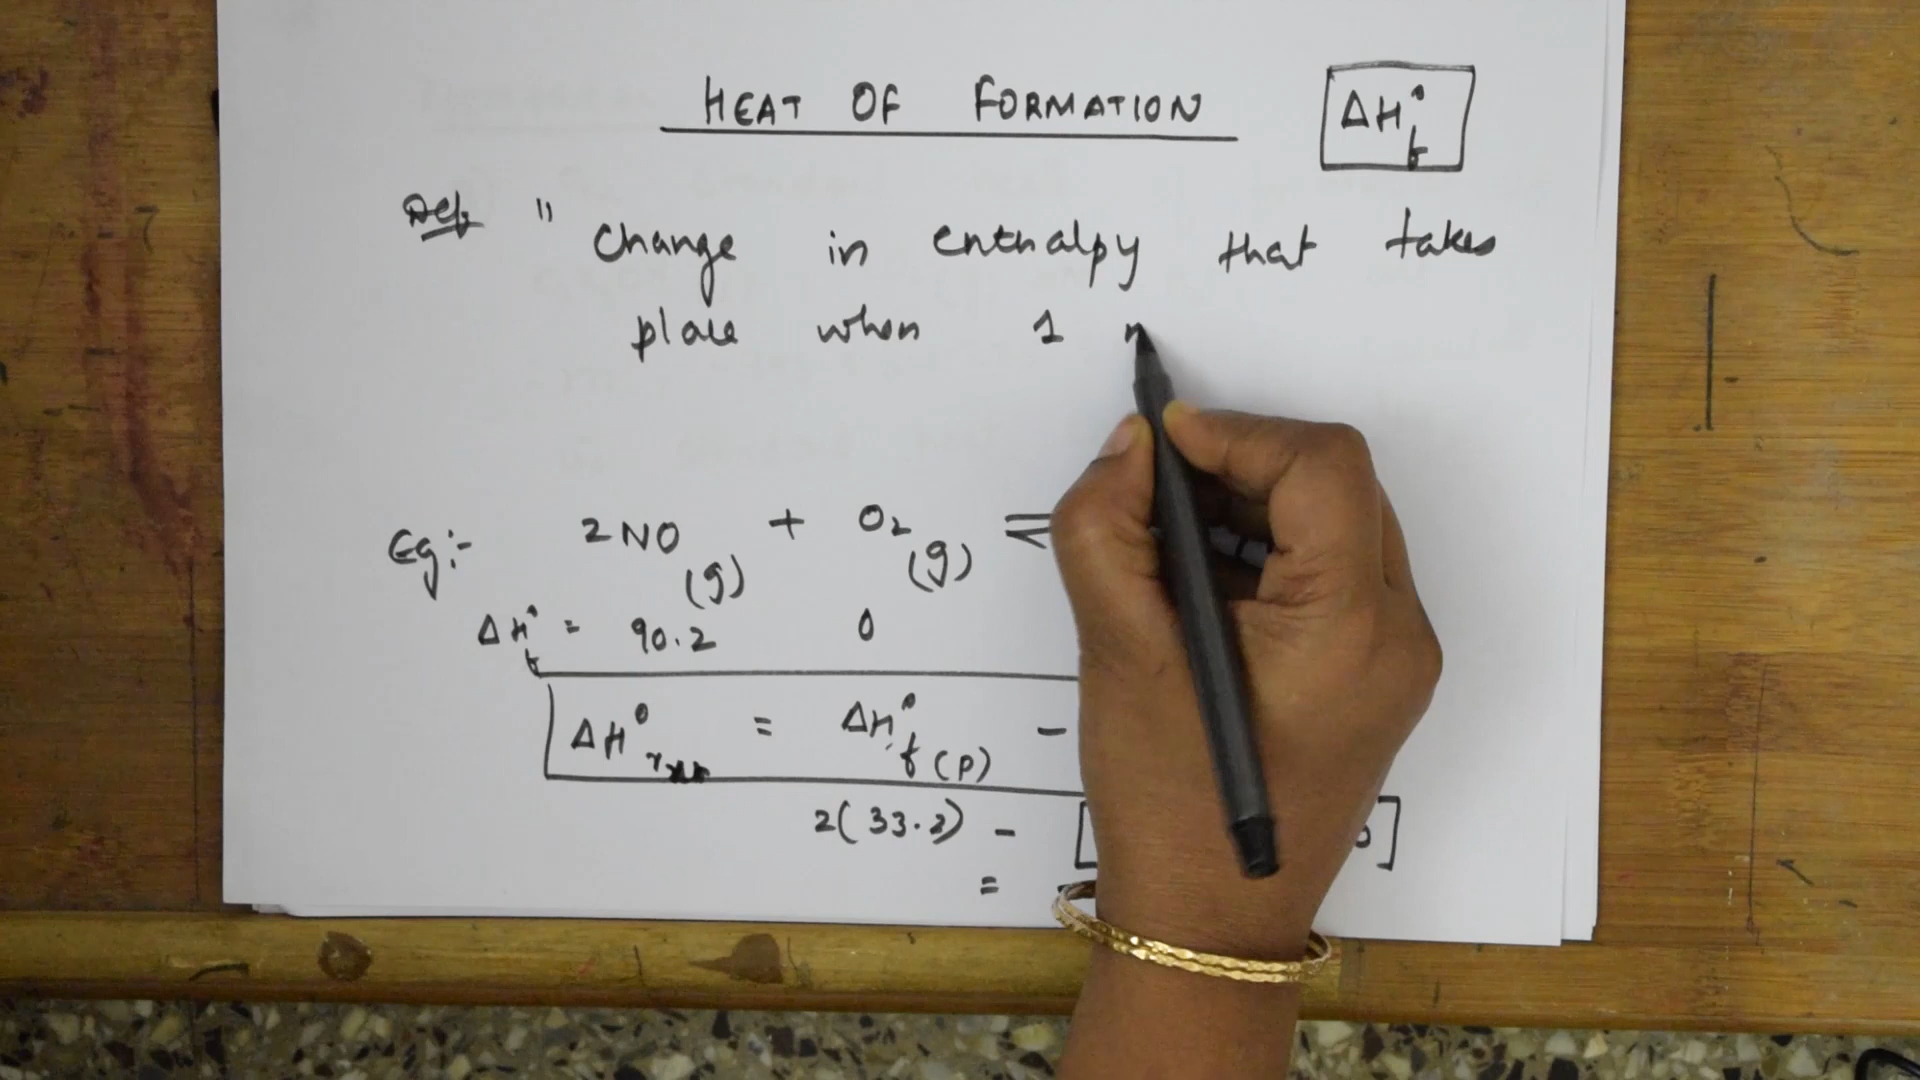 HEAT OF FORMATION
ΔH°f
Def " Change in enthalpy that takes
place when 1 m
Eg:- 2NO(g) + O2(g) ⇌
ΔH°f = 90.2 0
ΔH°rxn = ΔH°f(P) -
2(33.2) - [ ]
=